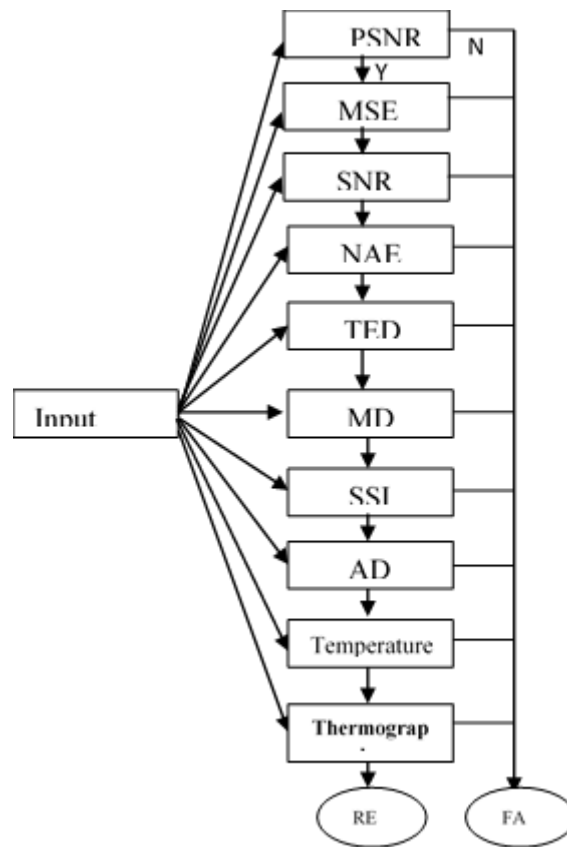 PSNR
N
Y
MSE
SNR
NAE
TED
Input
MD
SSI
AD
Temperature
Thermograp
RE
FA